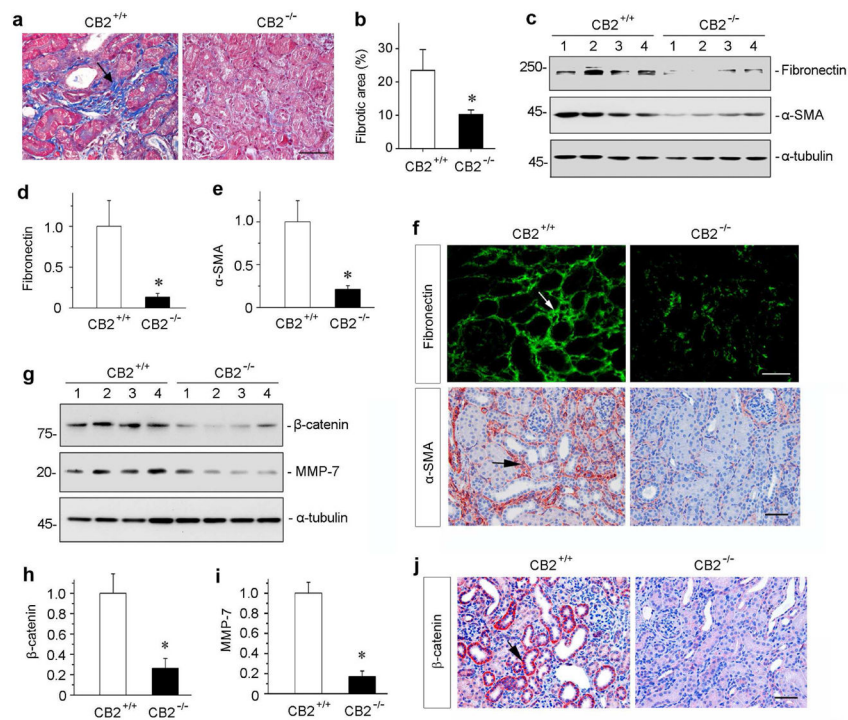 a
CB2+/+
CB2−/−
b
Fibrotic area (%)
30
20
10
0
*
CB2+/+
CB2−/−
c
CB2+/+
CB2−/−
1 2 3 4 1 2 3 4
250-
- Fibronectin
45-
- α-SMA
45-
- α-tubulin
d
Fibronectin
1.0
0.5
0.25
0
*
CB2+/+
CB2−/−
e
α-SMA
1.0
0.5
0.25
0
*
CB2+/+
CB2−/−
f
CB2+/+
CB2−/−
Fibronectin
α-SMA
g
CB2+/+
CB2−/−
1 2 3 4 1 2 3 4
75-
- β-catenin
20-
- MMP-7
45-
- α-tubulin
h
β-catenin
1.0
0.8
0.6
0.4
0.2
0
*
CB2+/+
CB2−/−
i
MMP-7
1.0
0.8
0.6
0.4
0.2
0
*
CB2+/+
CB2−/−
j
CB2+/+
CB2−/−
β-catenin